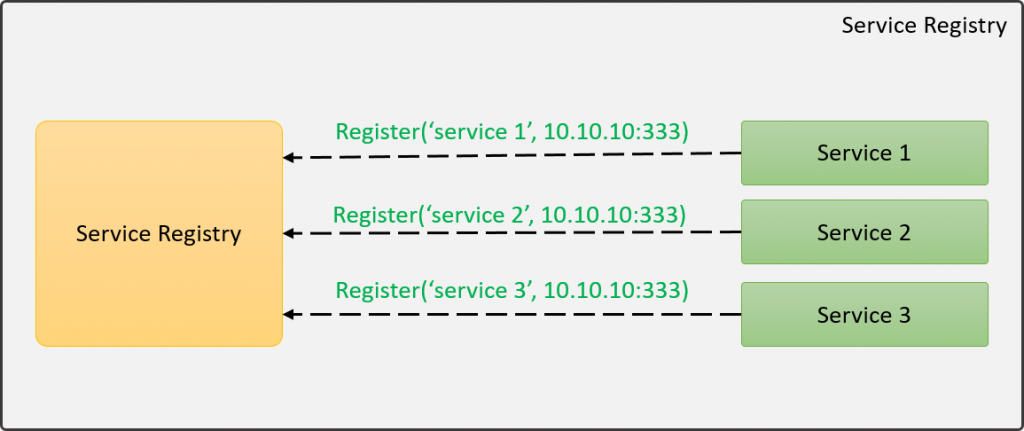 Service Registry
Register(‘service 1’, 10.10.10:333)
Service 1
Register(‘service 2’, 10.10.10:333)
Service Registry
Service 2
Register(‘service 3’, 10.10.10:333)
Service 3